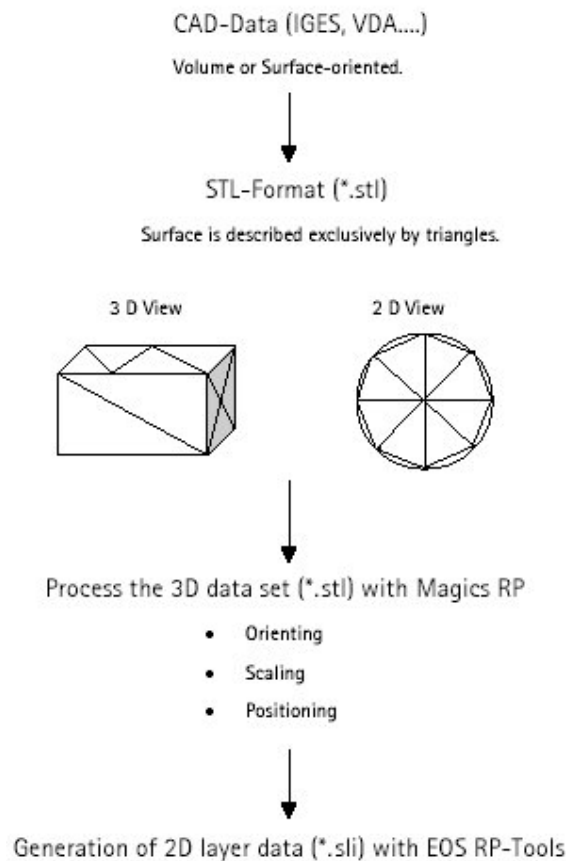 CAD-Data (IGES, VDA....)
Volume or Surface-oriented.
STL-Format (*.stl)
Surface is described exclusively by triangles.
3 D View
2 D View
Process the 3D data set (*.stl) with Magics RP
• Orienting
• Scaling
• Positioning
Generation of 2D layer data (*.sli) with EOS RP-Tools